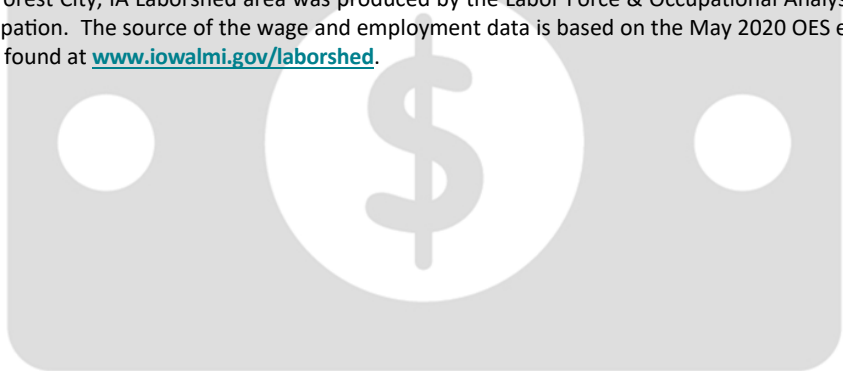 orest City, IA Laborshed area was produced by the Labor Force & Occupational Analys
pation. The source of the wage and employment data is based on the May 2020 OES e
found at www.iowalmi.gov/laborshed.
$